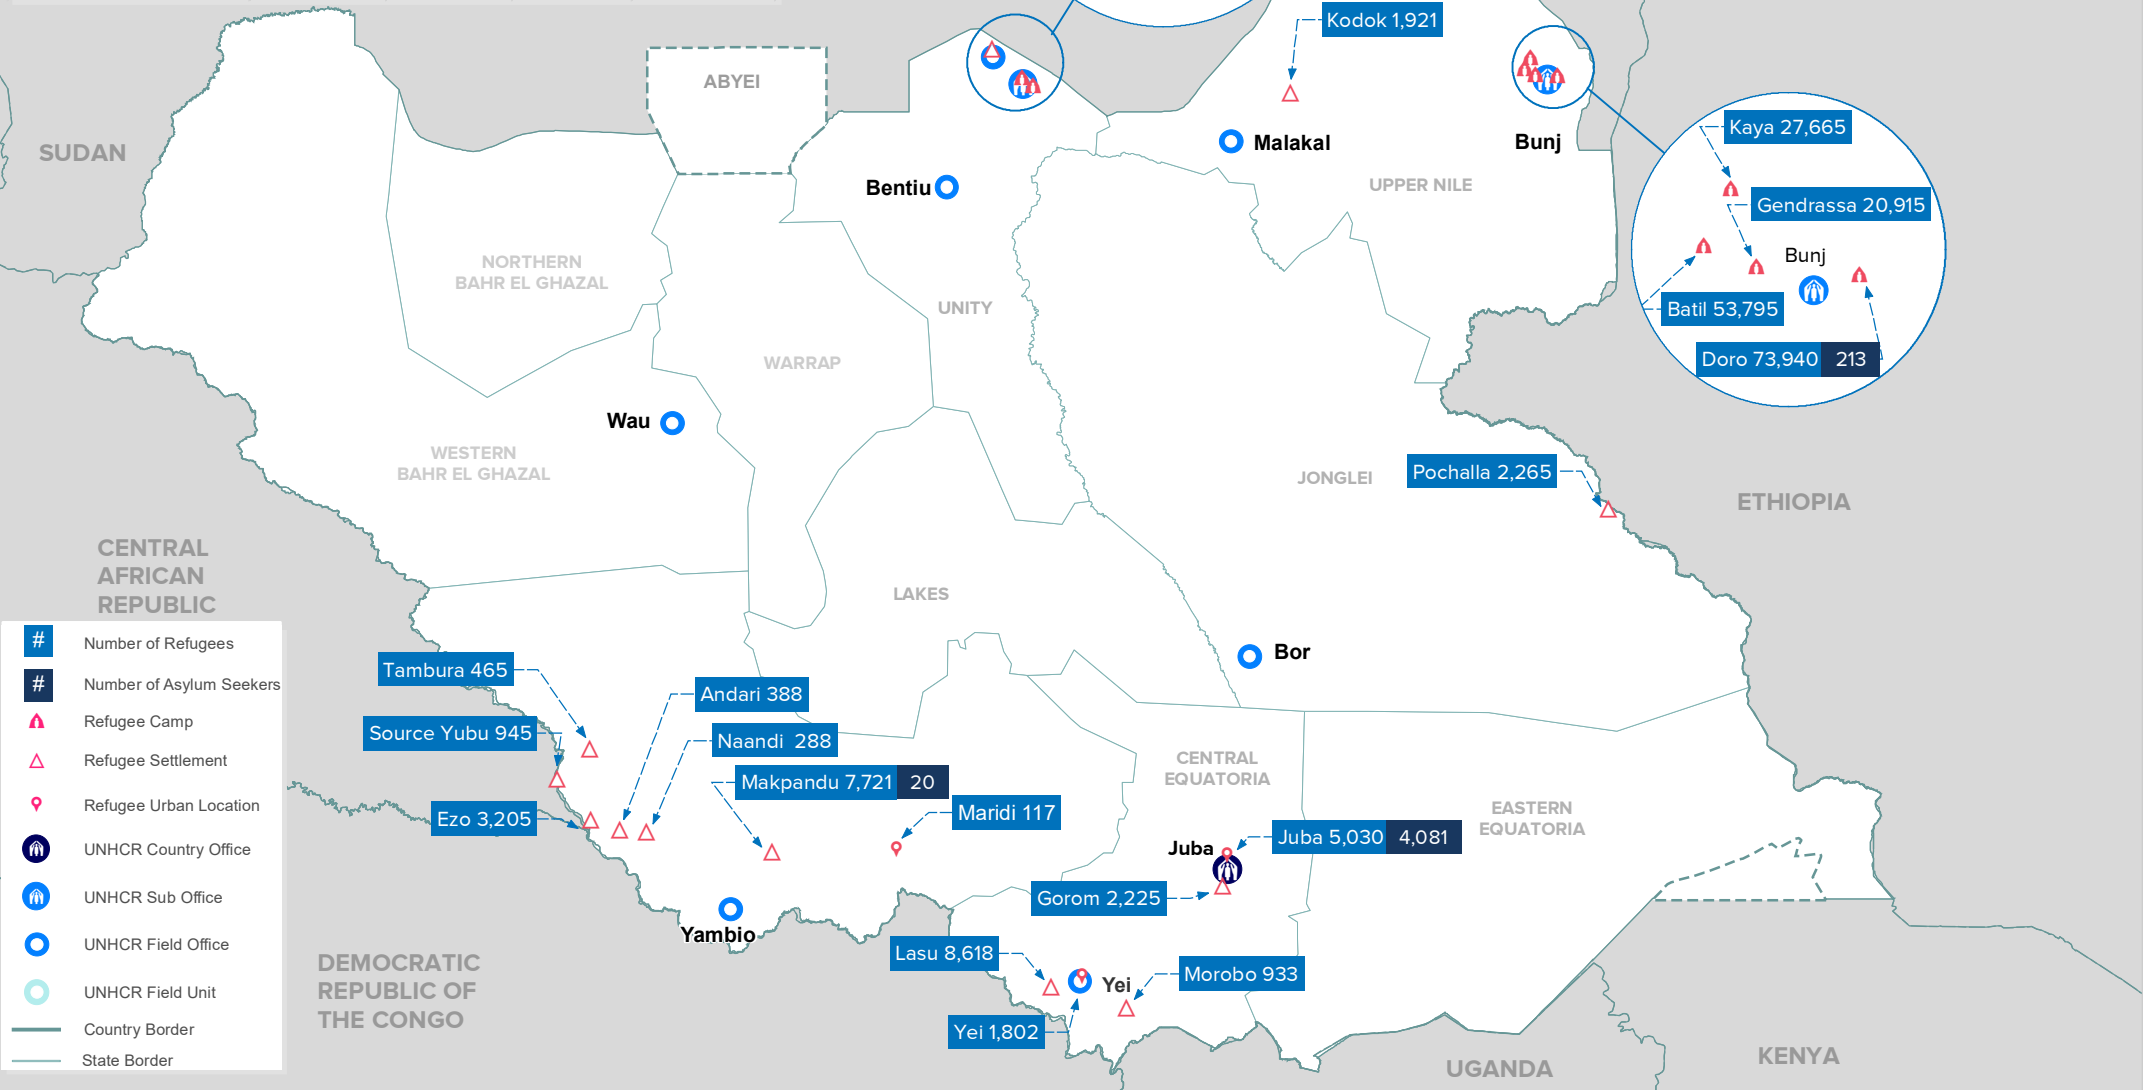 Kodok 1,921
ABYEI
SUDAN
Malakal
Bunj
Kaya 27,665
Bentiu
UPPER NILE
Gendrassa 20,915
NORTHERN
BAHR EL GHAZAL
Bunj
UNITY
Batil 53,795
WARRAP
Doro 73,940 213
Wau
WESTERN
BAHR EL GHAZAL
JONGLEI
Pochalla 2,265
ETHIOPIA
CENTRAL
AFRICAN
REPUBLIC
LAKES
# Number of Refugees
# Number of Asylum Seekers
Refugee Camp
Refugee Settlement
Refugee Urban Location
UNHCR Country Office
UNHCR Sub Office
UNHCR Field Office
UNHCR Field Unit
Country Border
State Border
Bor
Tambura 465
Andari 388
Source Yubu 945
Naandi 288
Makpandu 7,721 20
Ezo 3,205
Maridi 117
CENTRAL
EQUATORIA
EASTERN
EQUATORIA
Juba
Juba 5,030 4,081
Gorom 2,225
Yambio
Lasu 8,618
Yei
Morobo 933
Yei 1,802
DEMOCRATIC
REPUBLIC OF
THE CONGO
UGANDA
KENYA